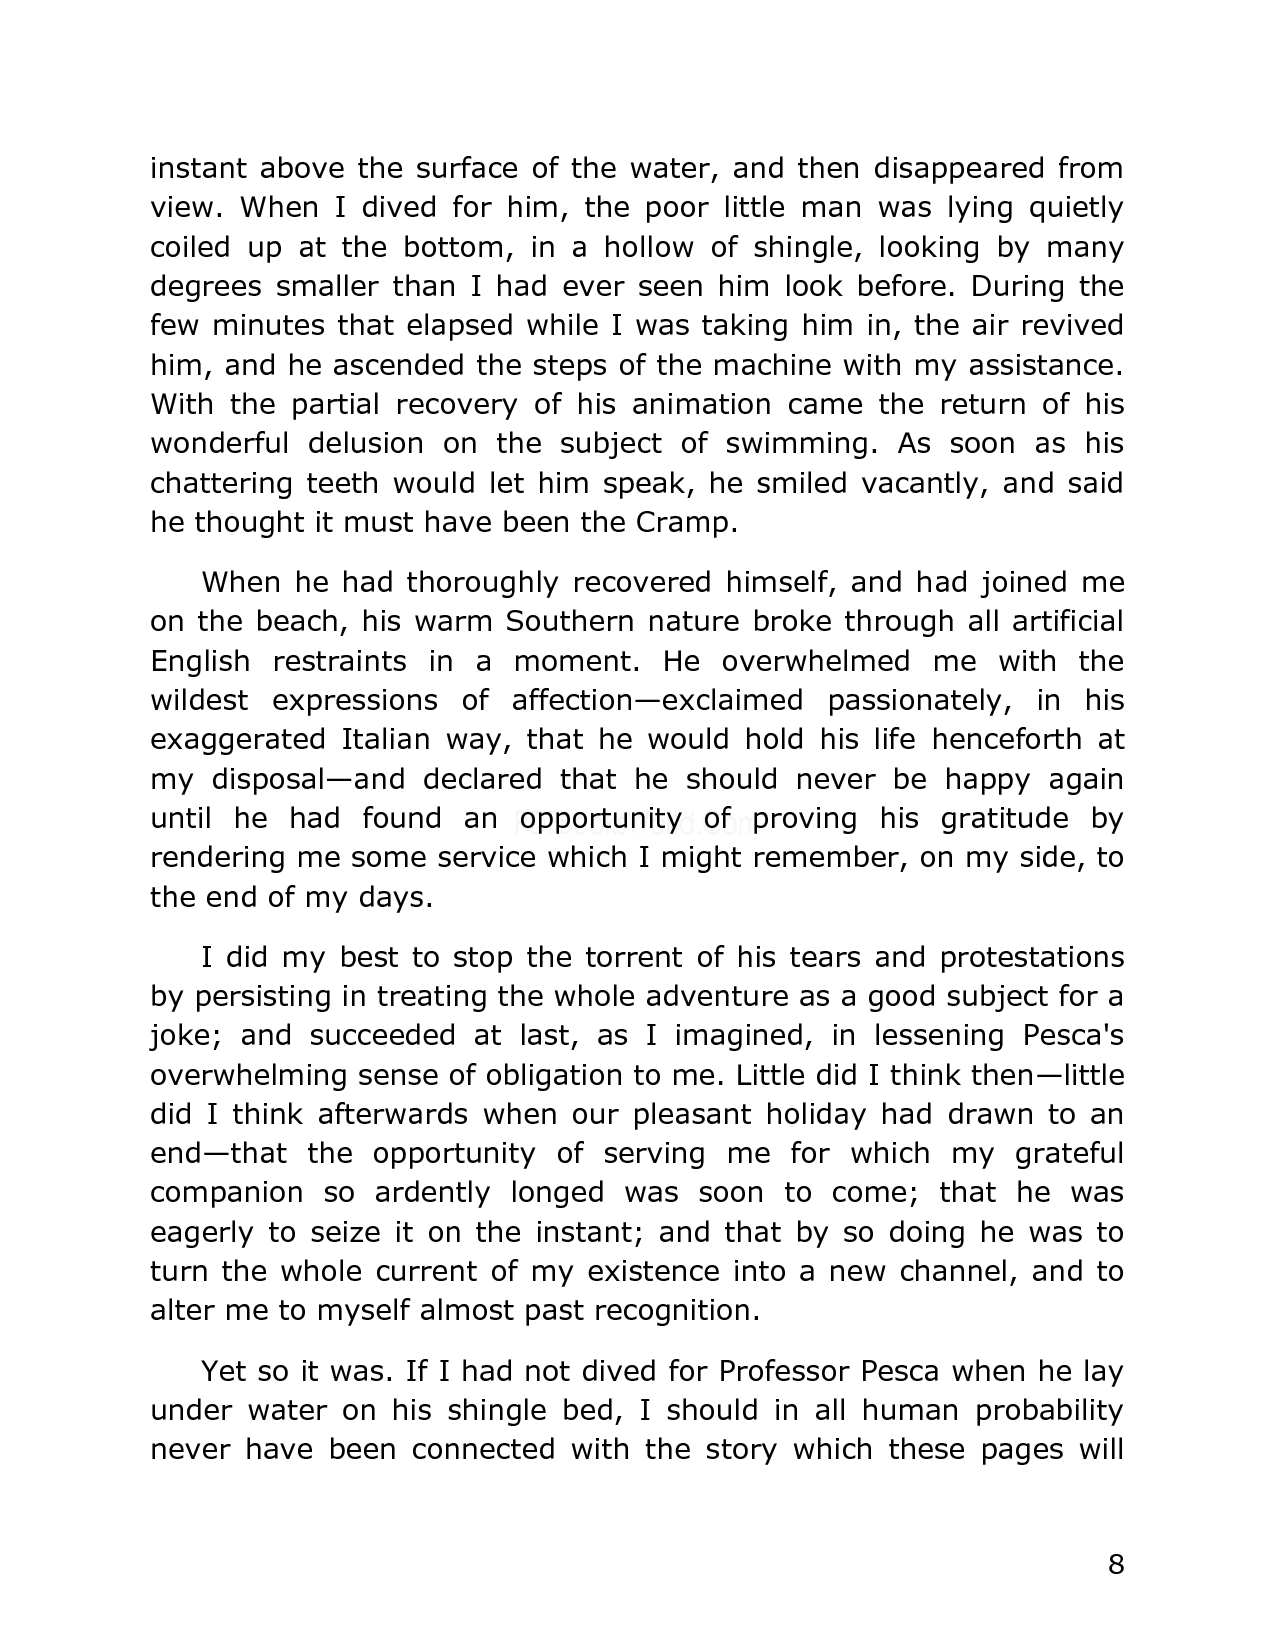 instant above the surface of the water, and then disappeared from
view. When I dived for him, the poor little man was lying quietly
coiled up at the bottom, in a hollow of shingle, looking by many
degrees smaller than I had ever seen him look before. During the
few minutes that elapsed while I was taking him in, the air revived
him, and he ascended the steps of the machine with my assistance.
With the partial recovery of his animation came the return of his
wonderful delusion on the subject of swimming. As soon as his
chattering teeth would let him speak, he smiled vacantly, and said
he thought it must have been the Cramp.
When he had thoroughly recovered himself, and had joined me
on the beach, his warm Southern nature broke through all artificial
English restraints in a moment. He overwhelmed me with the
wildest expressions of affection—exclaimed passionately, in his
exaggerated Italian way, that he would hold his life henceforth at
my disposal—and declared that he should never be happy again
until he had found an opportunity of proving his gratitude by
rendering me some service which I might remember, on my side, to
the end of my days.
I did my best to stop the torrent of his tears and protestations
by persisting in treating the whole adventure as a good subject for a
joke; and succeeded at last, as I imagined, in lessening Pesca's
overwhelming sense of obligation to me. Little did I think then—little
did I think afterwards when our pleasant holiday had drawn to an
end—that the opportunity of serving me for which my grateful
companion so ardently longed was soon to come; that he was
eagerly to seize it on the instant; and that by so doing he was to
turn the whole current of my existence into a new channel, and to
alter me to myself almost past recognition.
Yet so it was. If I had not dived for Professor Pesca when he lay
under water on his shingle bed, I should in all human probability
never have been connected with the story which these pages will
8